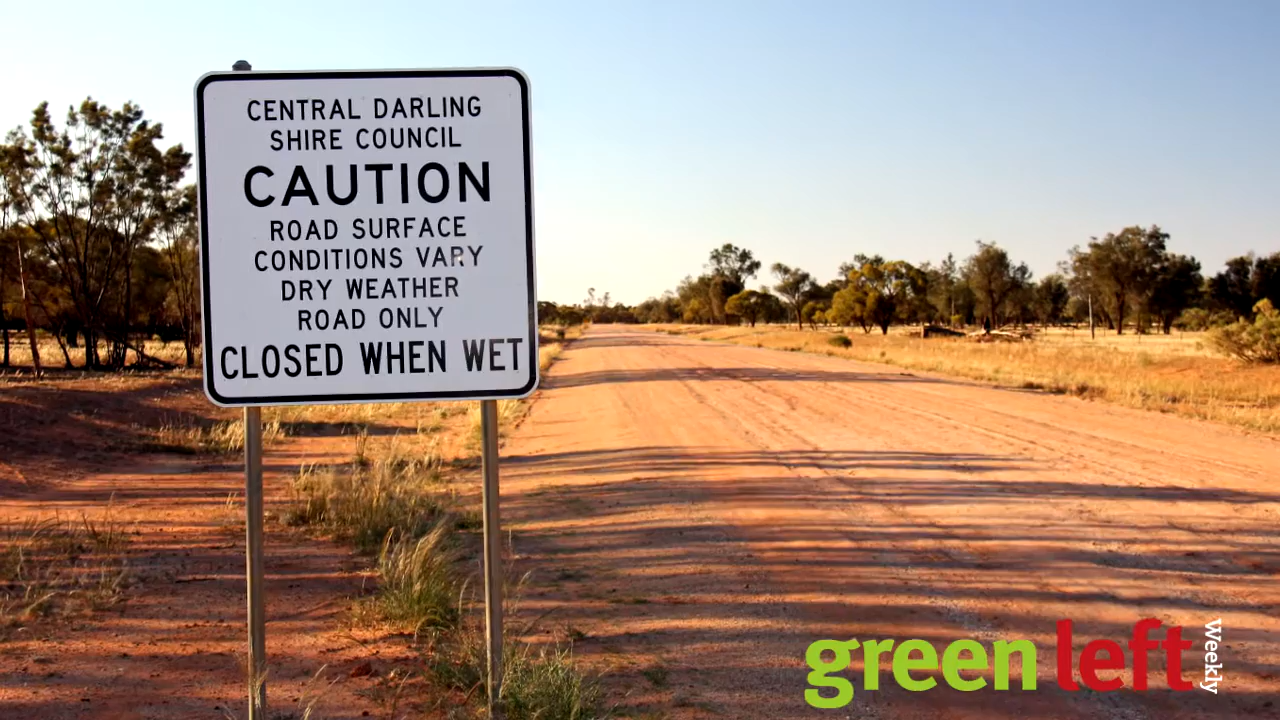 CENTRAL DARLING
SHIRE COUNCIL
CAUTION
ROAD SURFACE
CONDITIONS VARY
DRY WEATHER
ROAD ONLY
CLOSED WHEN WET
green left Weekly